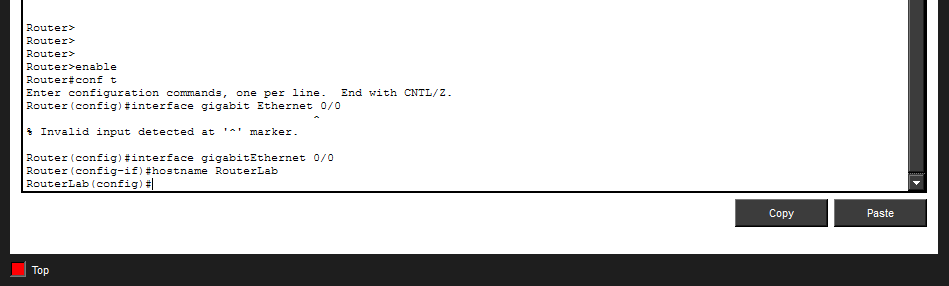 Router>
Router>
Router>
Router>enable
Router#conf t
Enter configuration commands, one per line.  End with CNTL/Z.
Router(config)#interface gigabit Ethernet 0/0
^
% Invalid input detected at '^' marker.
Router(config)#interface gigabitEthernet 0/0
Router(config-if)#hostname RouterLab
RouterLab(config)#
Copy
Paste
Top